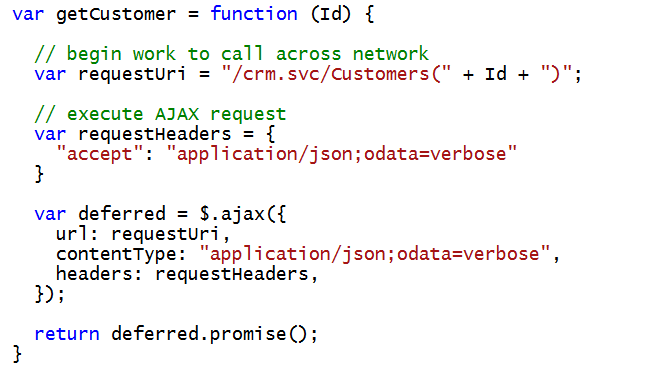 var getCustomer = function (Id) {
// begin work to call across network
var requestUri = "/crm.svc/Customers(" + Id + ")";
// execute AJAX request
var requestHeaders = {
"accept": "application/json;odata=verbose"
}
var deferred = $.ajax({
url: requestUri,
contentType: "application/json;odata=verbose",
headers: requestHeaders,
});
return deferred.promise();
}